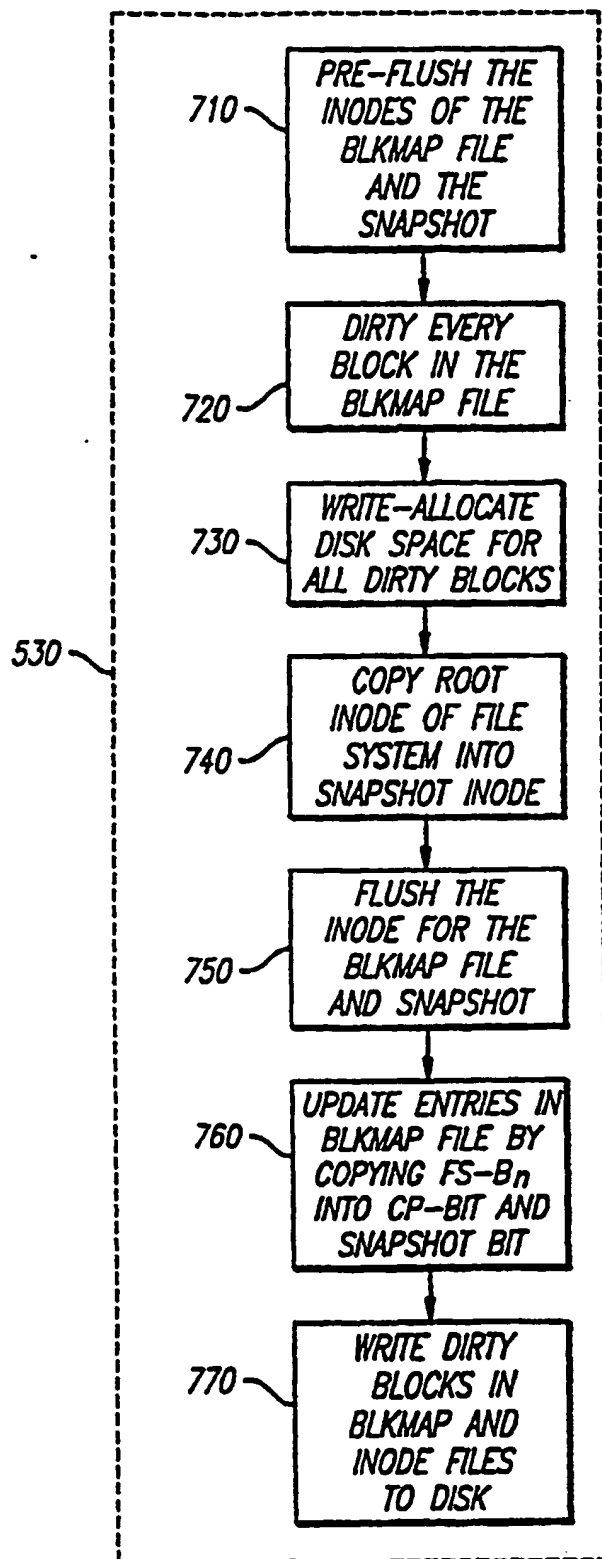 710
PRE-FLUSH THE
INODES OF THE
BLKMAP FILE
AND THE
SNAPSHOT
720
DIRTY EVERY
BLOCK IN THE
BLKMAP FILE
730
WRITE-ALLOCATE
DISK SPACE FOR
ALL DIRTY BLOCKS
530
740
COPY ROOT
INODE OF FILE
SYSTEM INTO
SNAPSHOT INODE
750
FLUSH THE
INODE FOR THE
BLKMAP FILE
AND SNAPSHOT
760
UPDATE ENTRIES IN
BLKMAP FILE BY
COPYING FS-Bn
INTO CP-BIT AND
SNAPSHOT BIT
770
WRITE DIRTY
BLOCKS IN
BLKMAP AND
INODE FILES
TO DISK